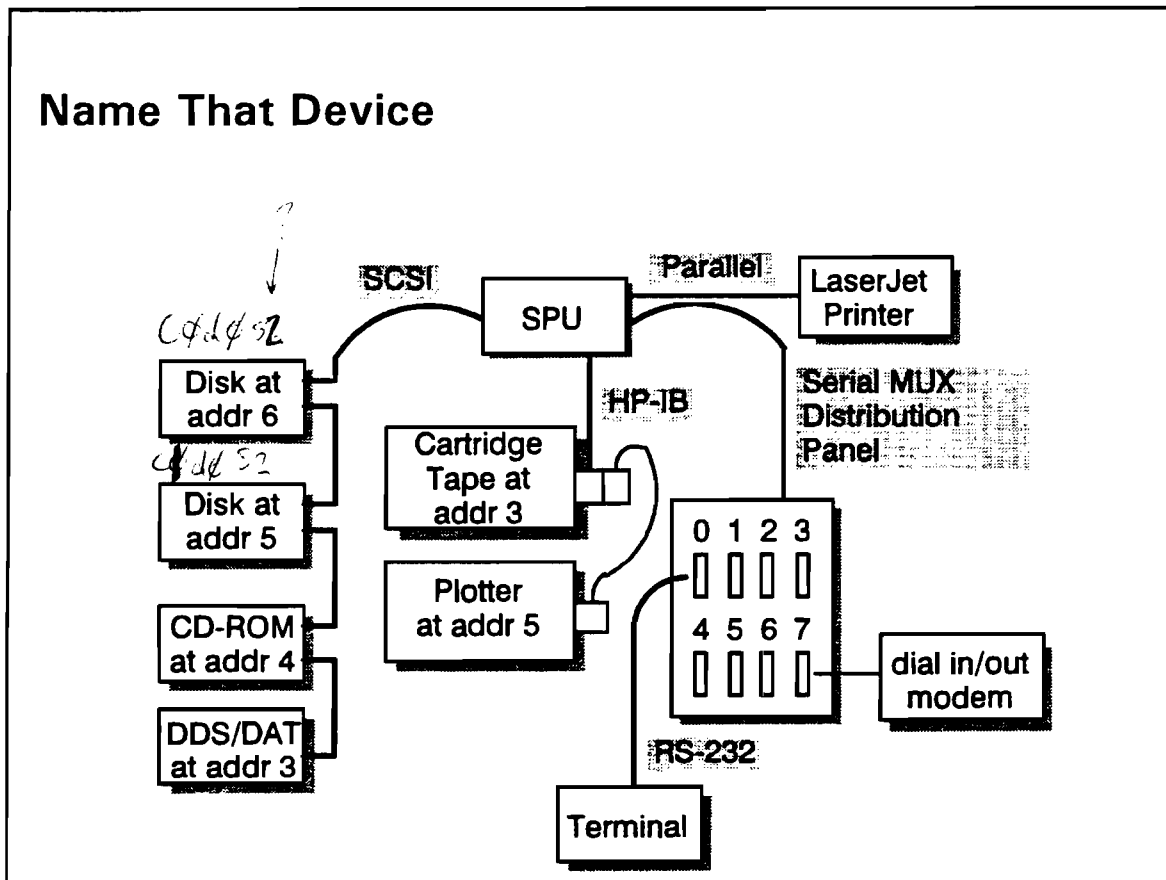 Name That Device
?
SCSI
SPU
Parallel
LaserJet
Printer
Disk at
addr 6
HP-IB
Serial MUX
Distribution
Panel
Cartridge
Tape at
addr 3
Disk at
addr 5
Plotter
at addr 5
0 1 2 3
4 5 6 7
CD-ROM
at addr 4
dial in/out
modem
DDS/DAT
at addr 3
RS-232
Terminal